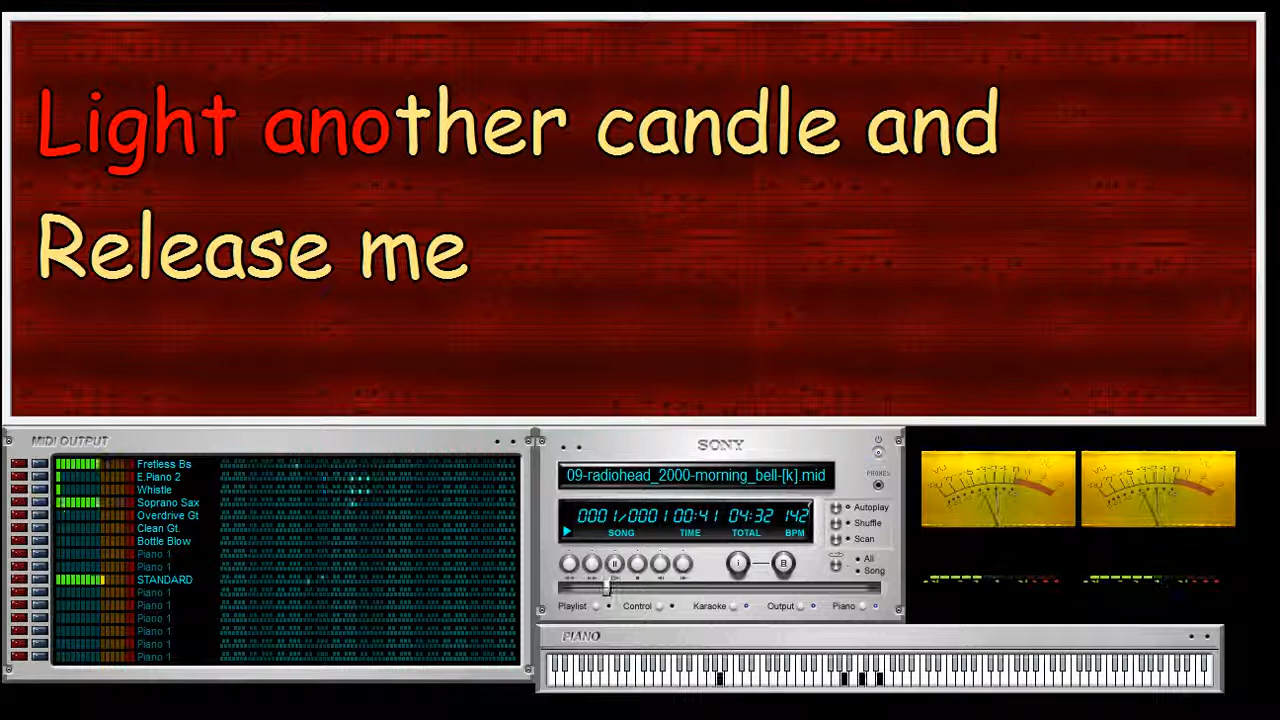 Light another candle and
Release me
MIDI OUTPUT
Fretless Bs
E.Piano 2
Whistle
Soprano Sax
Overdrive Gt
Clean Gt.
Bottle Blow
Piano 1
Piano 1
STANDARD
Piano 1
Piano 1
Piano 1
Piano 1
Piano 1
Piano 1
SONY
09-radiohead_2000-morning_bell-[k].mid
PHONES
0001/0001 00:41 04:32 142
SONG TIME TOTAL BPM
Autoplay
Shuffle
Scan
All
Song
Playlist Control Karaoke Output Piano
PIANO
VU
VU